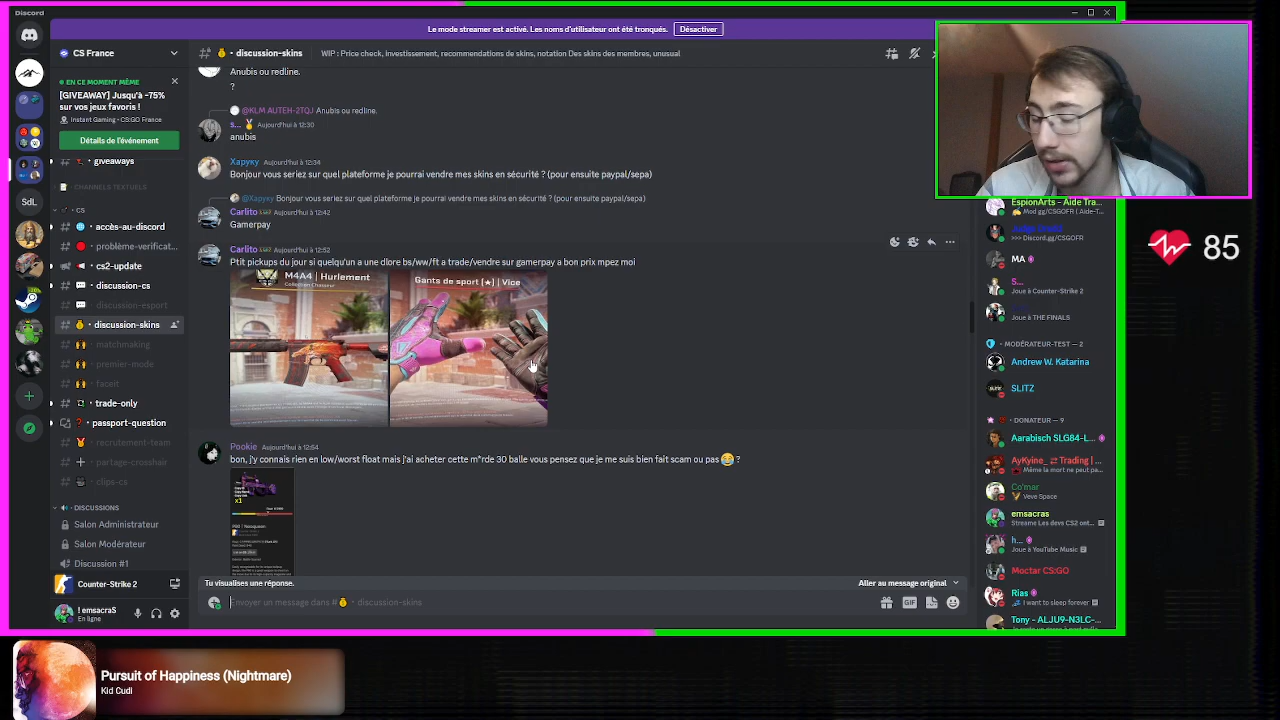 Discord
Le mode streamer est activé. Les noms d'utilisateur ont été tronqués.
Désactiver
CS France
EN CE MOMENT MÊME
[GIVEAWAY] Jusqu'à -75%
sur vos jeux favoris !
Instant Gaming • CS:GO France
Détails de l'événement
giveaways
CHANNELS TEXTUELS
CS
accès-au-discord
problème-verificat...
cs2-update
discussion-cs
discussion-esport
discussion-skins
matchmaking
premier-mode
faceit
trade-only
passport-question
recrutement-team
partage-crosshair
clips-cs
DISCUSSIONS
Salon Administrateur
Salon Modérateur
Discussion #1
Counter-Strike 2
! emsacraS
En ligne
SdL
discussion-skins
WIP : Price check, investissement, recommendations de skins, notation Des skins des membres, unusual
Anubis ou redline.
?
@KLM AUTEH-2TQJ Anubis ou redline.
s... Aujourd'hui à 12:30
anubis
Xapyкy Aujourd'hui à 12:34
Bonjour vous seriez sur quel plateforme je pourrai vendre mes skins en sécurité ? (pour ensuite paypal/sepa)
@Xapyкy Bonjour vous seriez sur quel plateforme je pourrai vendre mes skins en sécurité ? (pour ensuite paypal/sepa)
Carlito Aujourd'hui à 12:42
Gamerpay
Carlito Aujourd'hui à 12:52
Ptit pickups du jour si quelqu'un a une dlore bs/ww/ft a trade/vendre sur gamerpay a bon prix mpez moi
M4A4 | Hurlement
Collection Chasseur
Gants de sport [★] | Vice
Pookie Aujourd'hui à 12:54
bon, j'y connais rien en low/worst float mais j'ai acheter cette m*rde 30 balle vous pensez que je me suis bien fait scam ou pas 😂 ?
x1
Tu visualises une réponse.
Aller au message original
Envoyer un message dans # 💰 • discussion-skins
GIF
EspionArts - Aide Tra...
Mod gg/CSGOFR ( Aide-T...
>>> Discord.gg/CSGOFR
MA
S...
Joue à Counter-Strike 2
Joue à THE FINALS
MODÉRATEUR-TEST — 2
Andrew W. Katarina
SLITZ
DONATEUR — 9
Aarabisch SLG84-L...
AyKyine_ ⇄ Trading | ...
Même la mort ne peut pa...
Co'mar
Veve Space
emsacras
Streame Les devs CS2 ont...
h...
Joue à YouTube Music
Moctar CS:GO
Rias
I want to sleep forever
Tony - ALJU9-N3LC-...
85
Pursuit of Happiness (Nightmare)
Kid Cudi